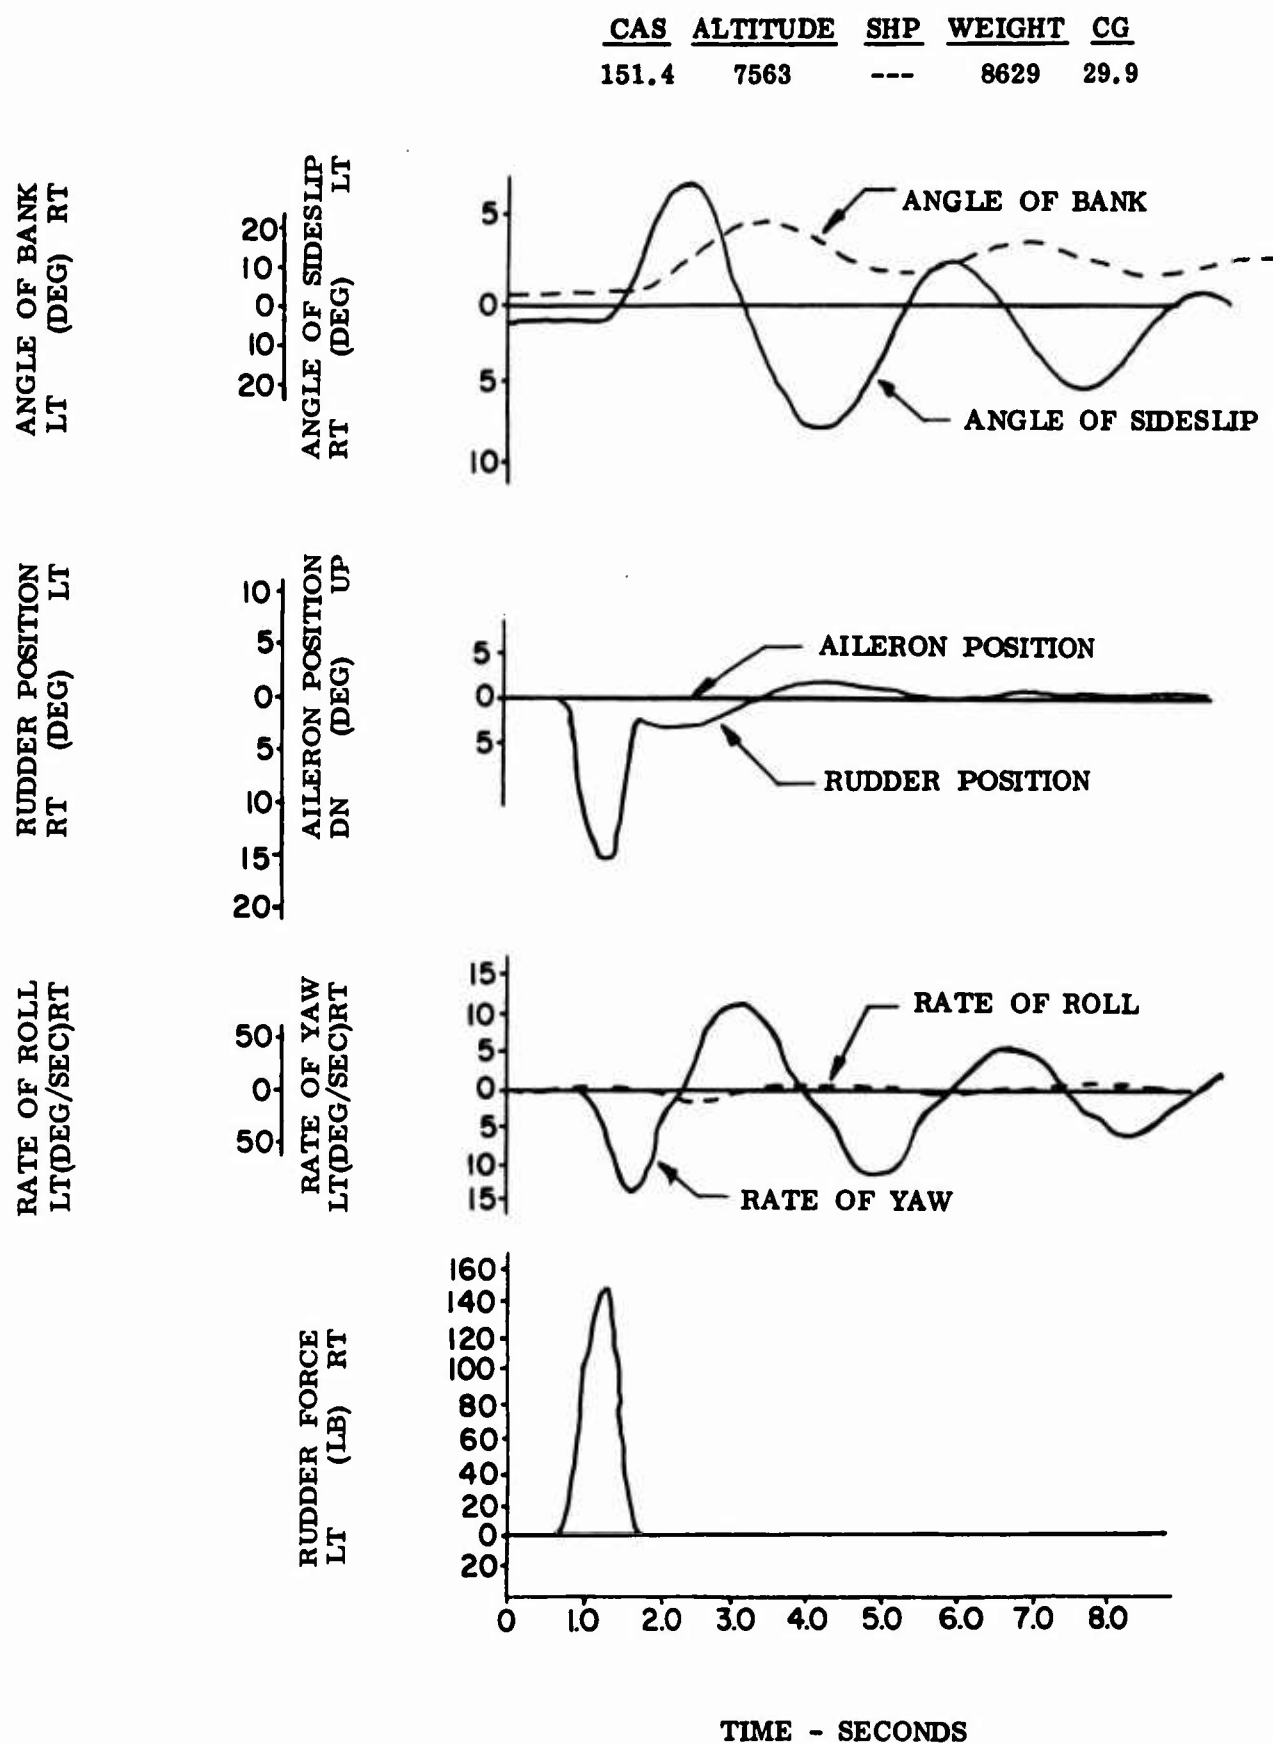 CAS ALTITUDE SHP WEIGHT CG
151.4 7563 --- 8629 29.9
ANGLE OF BANK
LT (DEG) RT
20
10
0
10
20
ANGLE OF SIDESLIP
RT (DEG) LT
5
0
5
10
ANGLE OF BANK
ANGLE OF SIDESLIP
RUDDER POSITION
RT (DEG) LT
10
5
0
5
10
15
20
AILERON POSITION
DN (DEG) UP
5
0
5
AILERON POSITION
RUDDER POSITION
RATE OF ROLL
LT(DEG/SEC)RT
50
0
50
RATE OF YAW
LT(DEG/SEC)RT
15
10
5
0
5
10
15
RATE OF ROLL
RATE OF YAW
RUDDER FORCE
LT (LB) RT
160
140
120
100
80
60
40
20
0
20
0 1.0 2.0 3.0 4.0 5.0 6.0 7.0 8.0
TIME - SECONDS